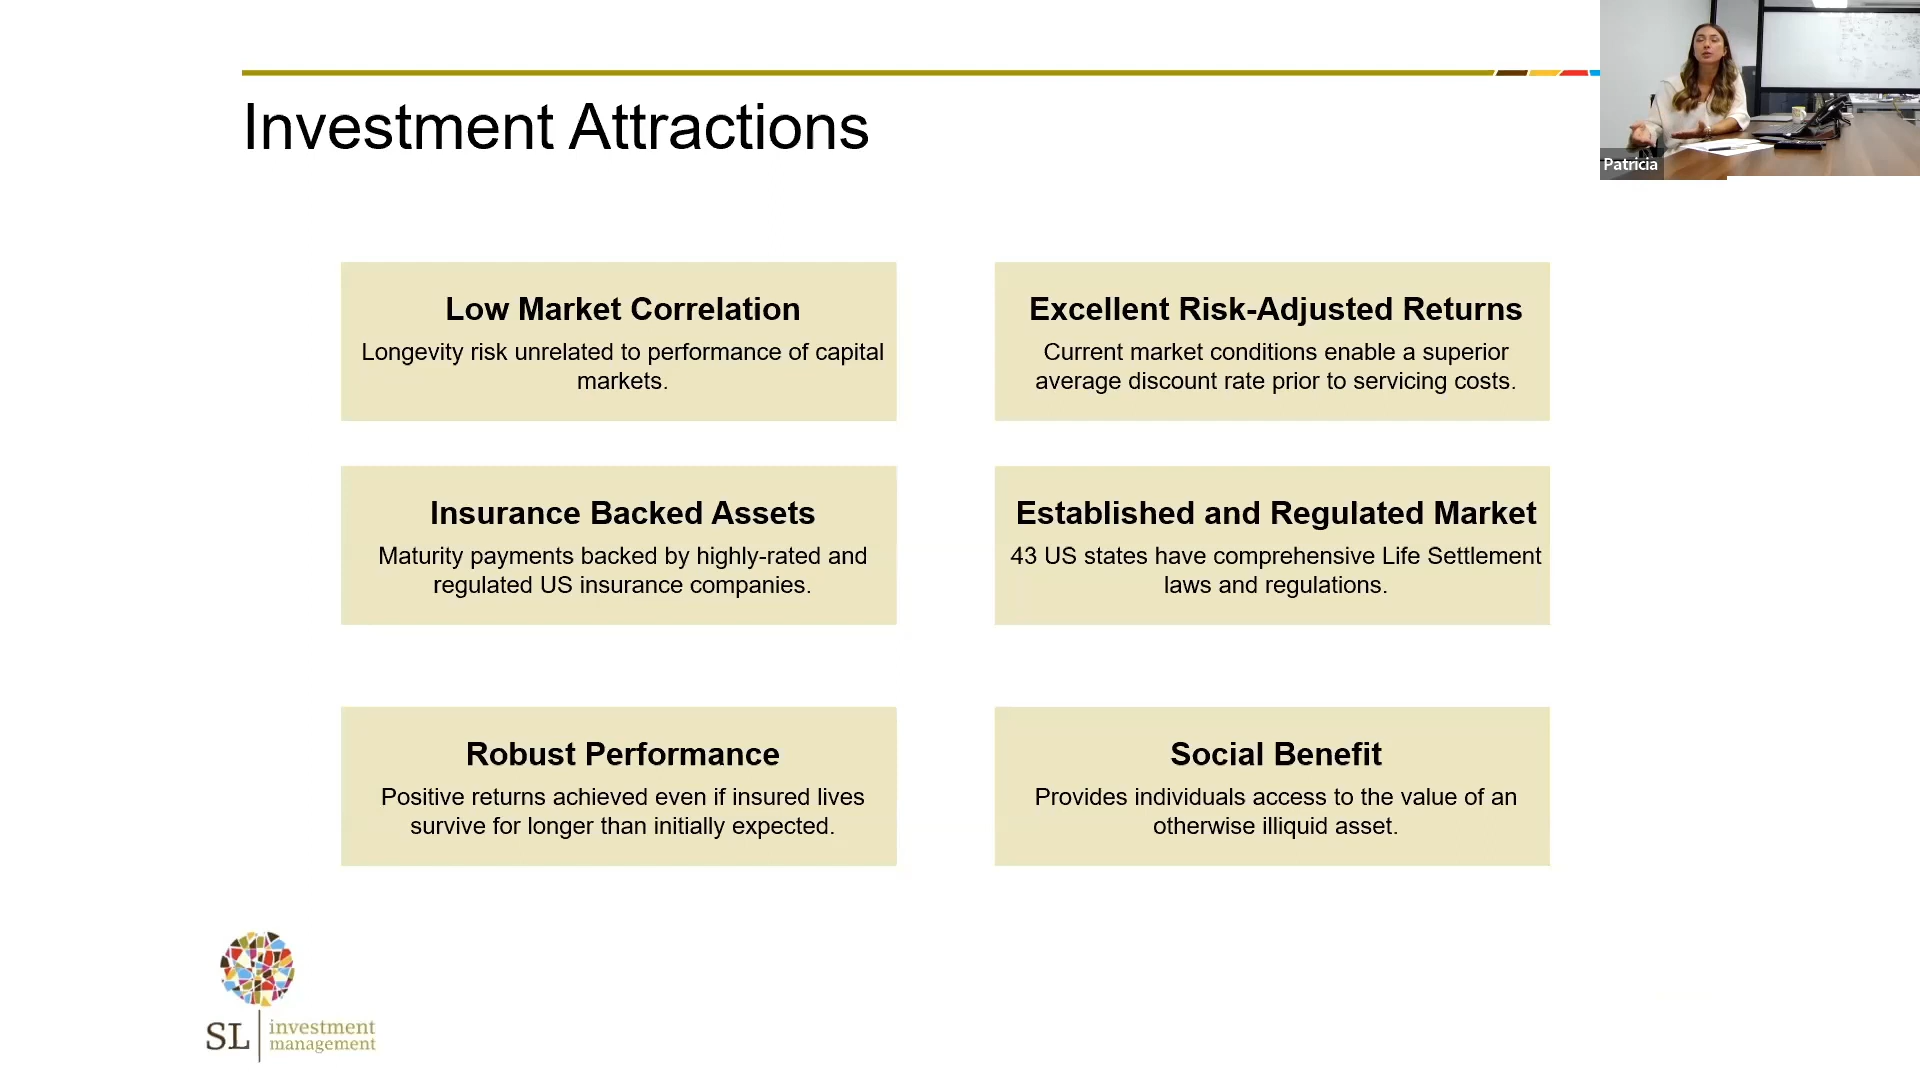 Investment Attractions
Patricia
Low Market Correlation
Longevity risk unrelated to performance of capital
markets.
Excellent Risk-Adjusted Returns
Current market conditions enable a superior
average discount rate prior to servicing costs.
Insurance Backed Assets
Maturity payments backed by highly-rated and
regulated US insurance companies.
Established and Regulated Market
43 US states have comprehensive Life Settlement
laws and regulations.
Robust Performance
Positive returns achieved even if insured lives
survive for longer than initially expected.
Social Benefit
Provides individuals access to the value of an
otherwise illiquid asset.
SL investment
management